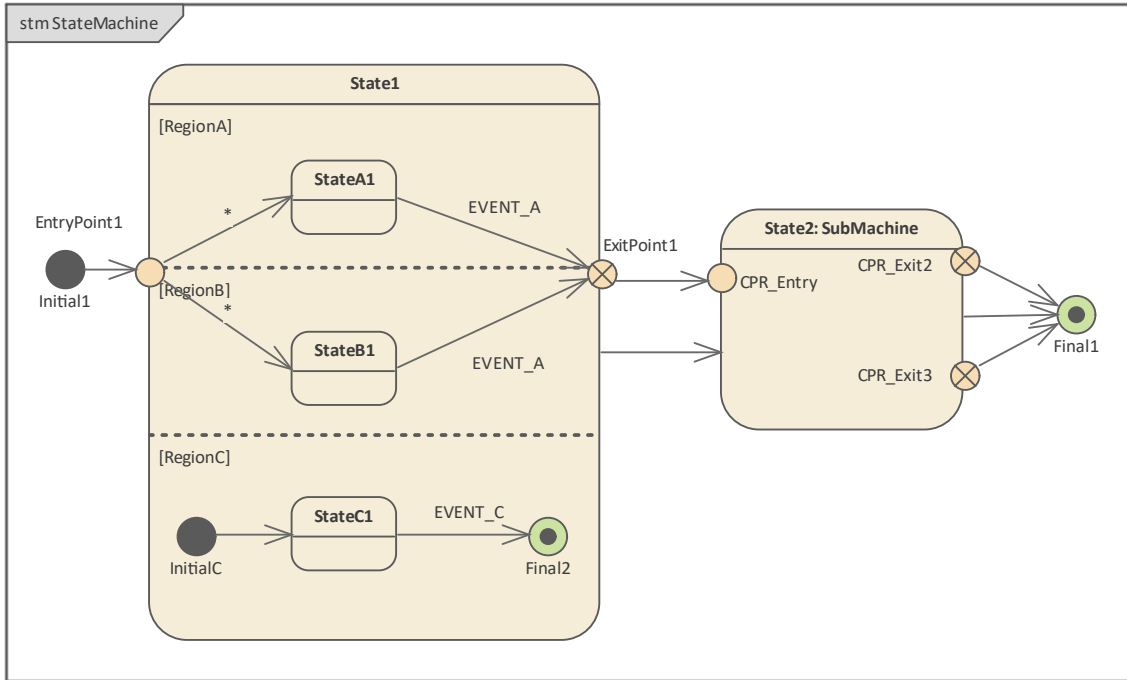 stm StateMachine
State1
[RegionA]
StateA1
*
EVENT_A
EntryPoint1
Initial1
ExitPoint1
[RegionB]
*
StateB1
EVENT_A
State2: SubMachine
CPR_Exit2
CPR_Entry
CPR_Exit3
Final1
[RegionC]
StateC1
EVENT_C
InitialC
Final2